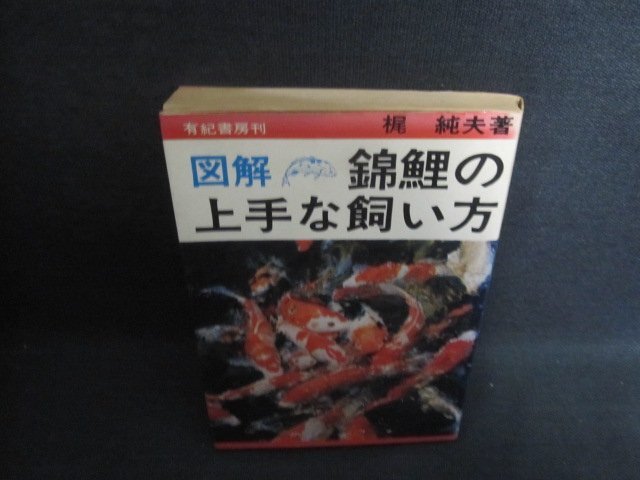 有紀書房刊
梶 純夫著
図解 錦鯉の
上手な飼い方